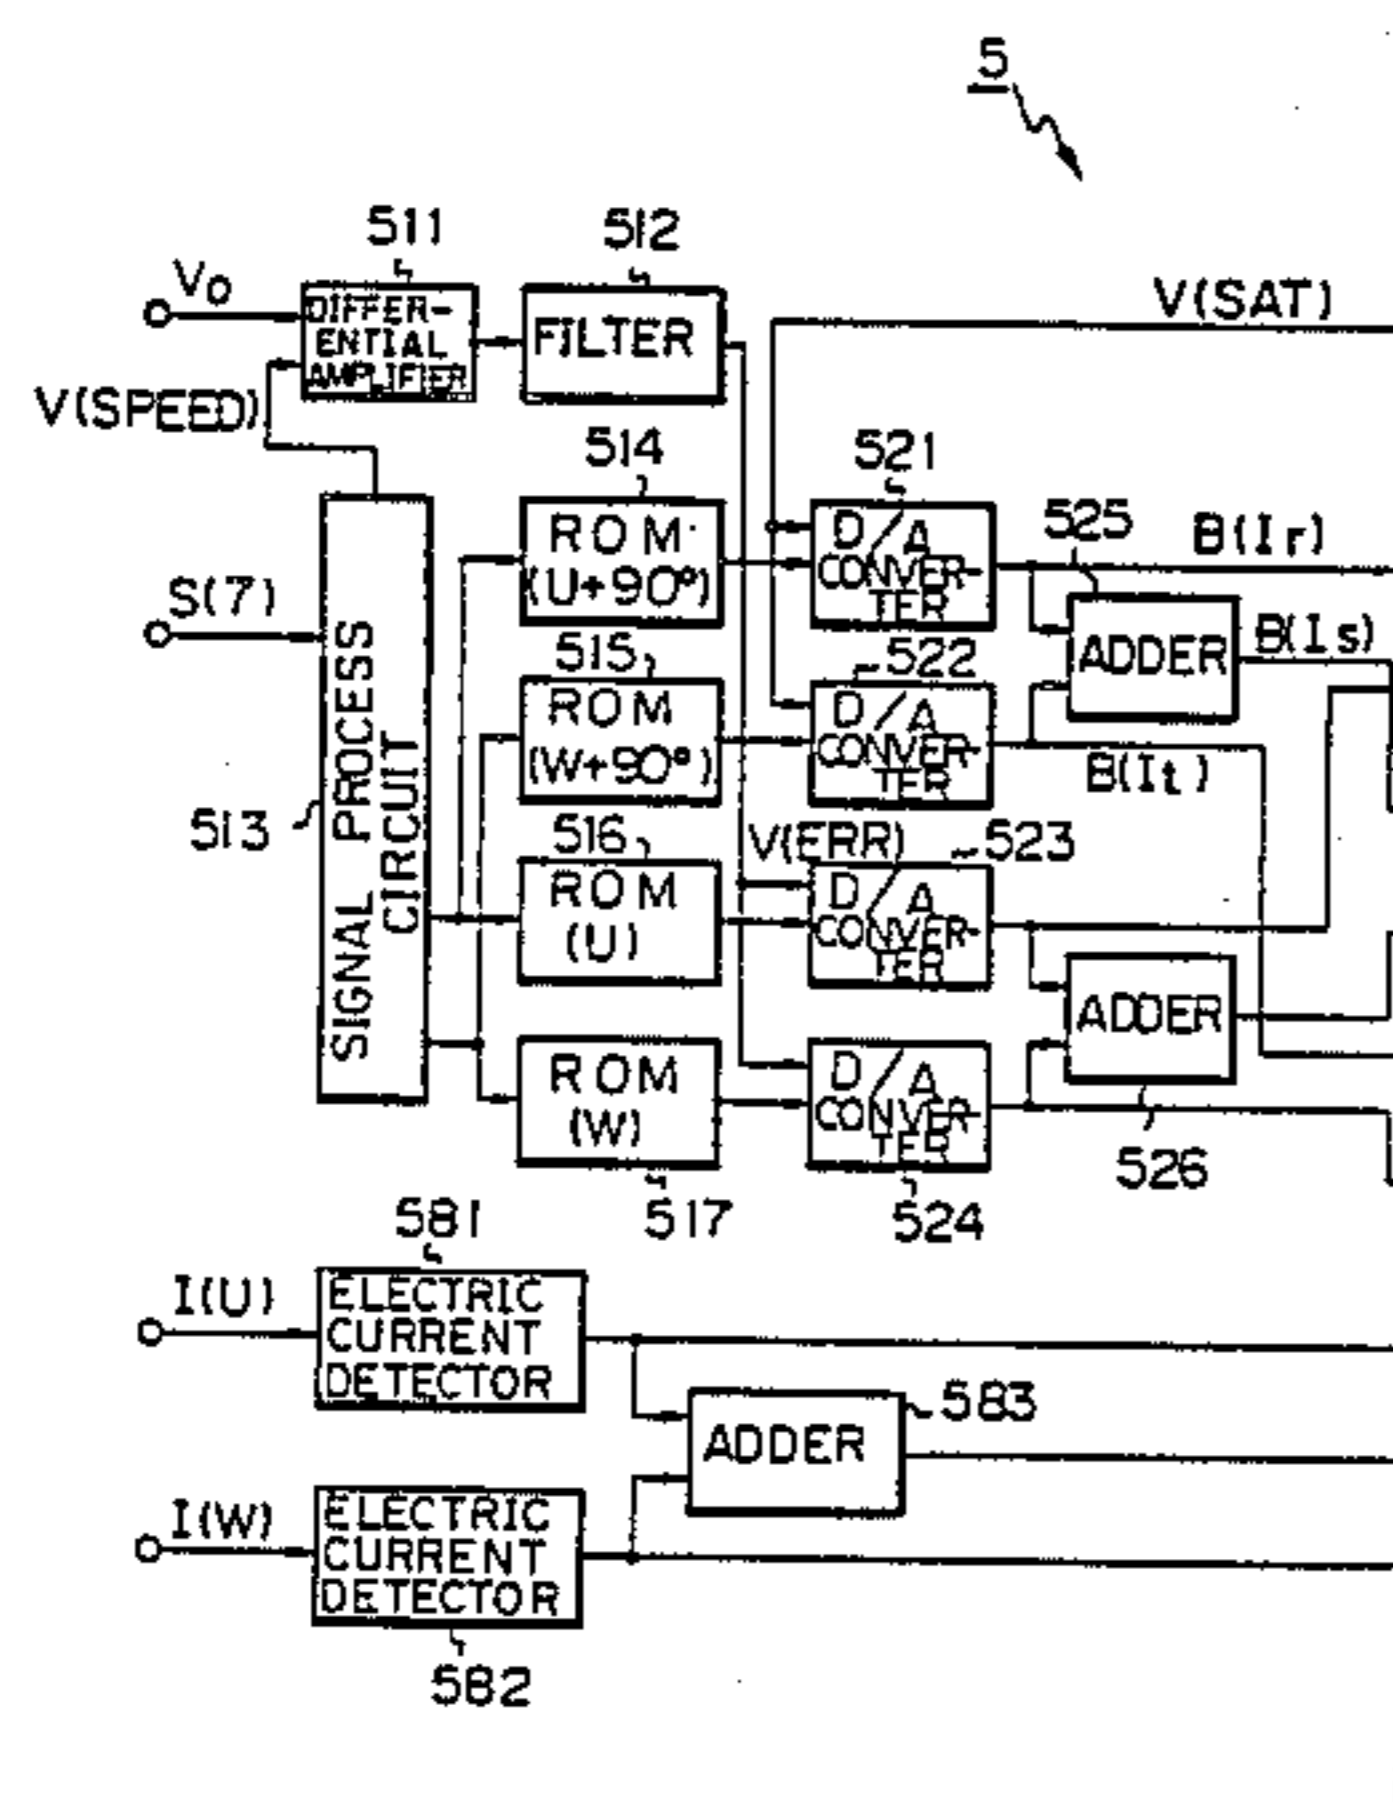 5
511
512
V0
DIFFER-
ENTIAL
AMPLIFIER
FILTER
V(SAT)
V(SPEED)
514
521
ROM
(U+90°)
D/A
CONVER-
TER
525
B(Ir)
S(7)
ADDER
B(Is)
515
522
ROM
(W+90°)
D/A
CONVER-
TER
B(It)
SIGNAL PROCESS
CIRCUIT
513
516
V(ERR)
523
ROM
(U)
D/A
CONVER-
TER
ADDER
526
ROM
(W)
D/A
CONVER-
TER
517
524
581
I(U)
ELECTRIC
CURRENT
DETECTOR
583
ADDER
I(W)
ELECTRIC
CURRENT
DETECTOR
582